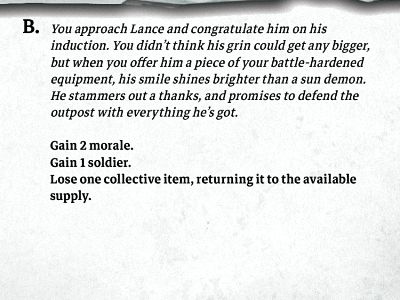 B. You approach Lance and congratulate him on his
induction. You didn't think his grin could get any bigger,
but when you offer him a piece of your battle-hardened
equipment, his smile shines brighter than a sun demon.
He stammers out a thanks, and promises to defend the
outpost with everything he's got.
Gain 2 morale.
Gain 1 soldier.
Lose one collective item, returning it to the available
supply.